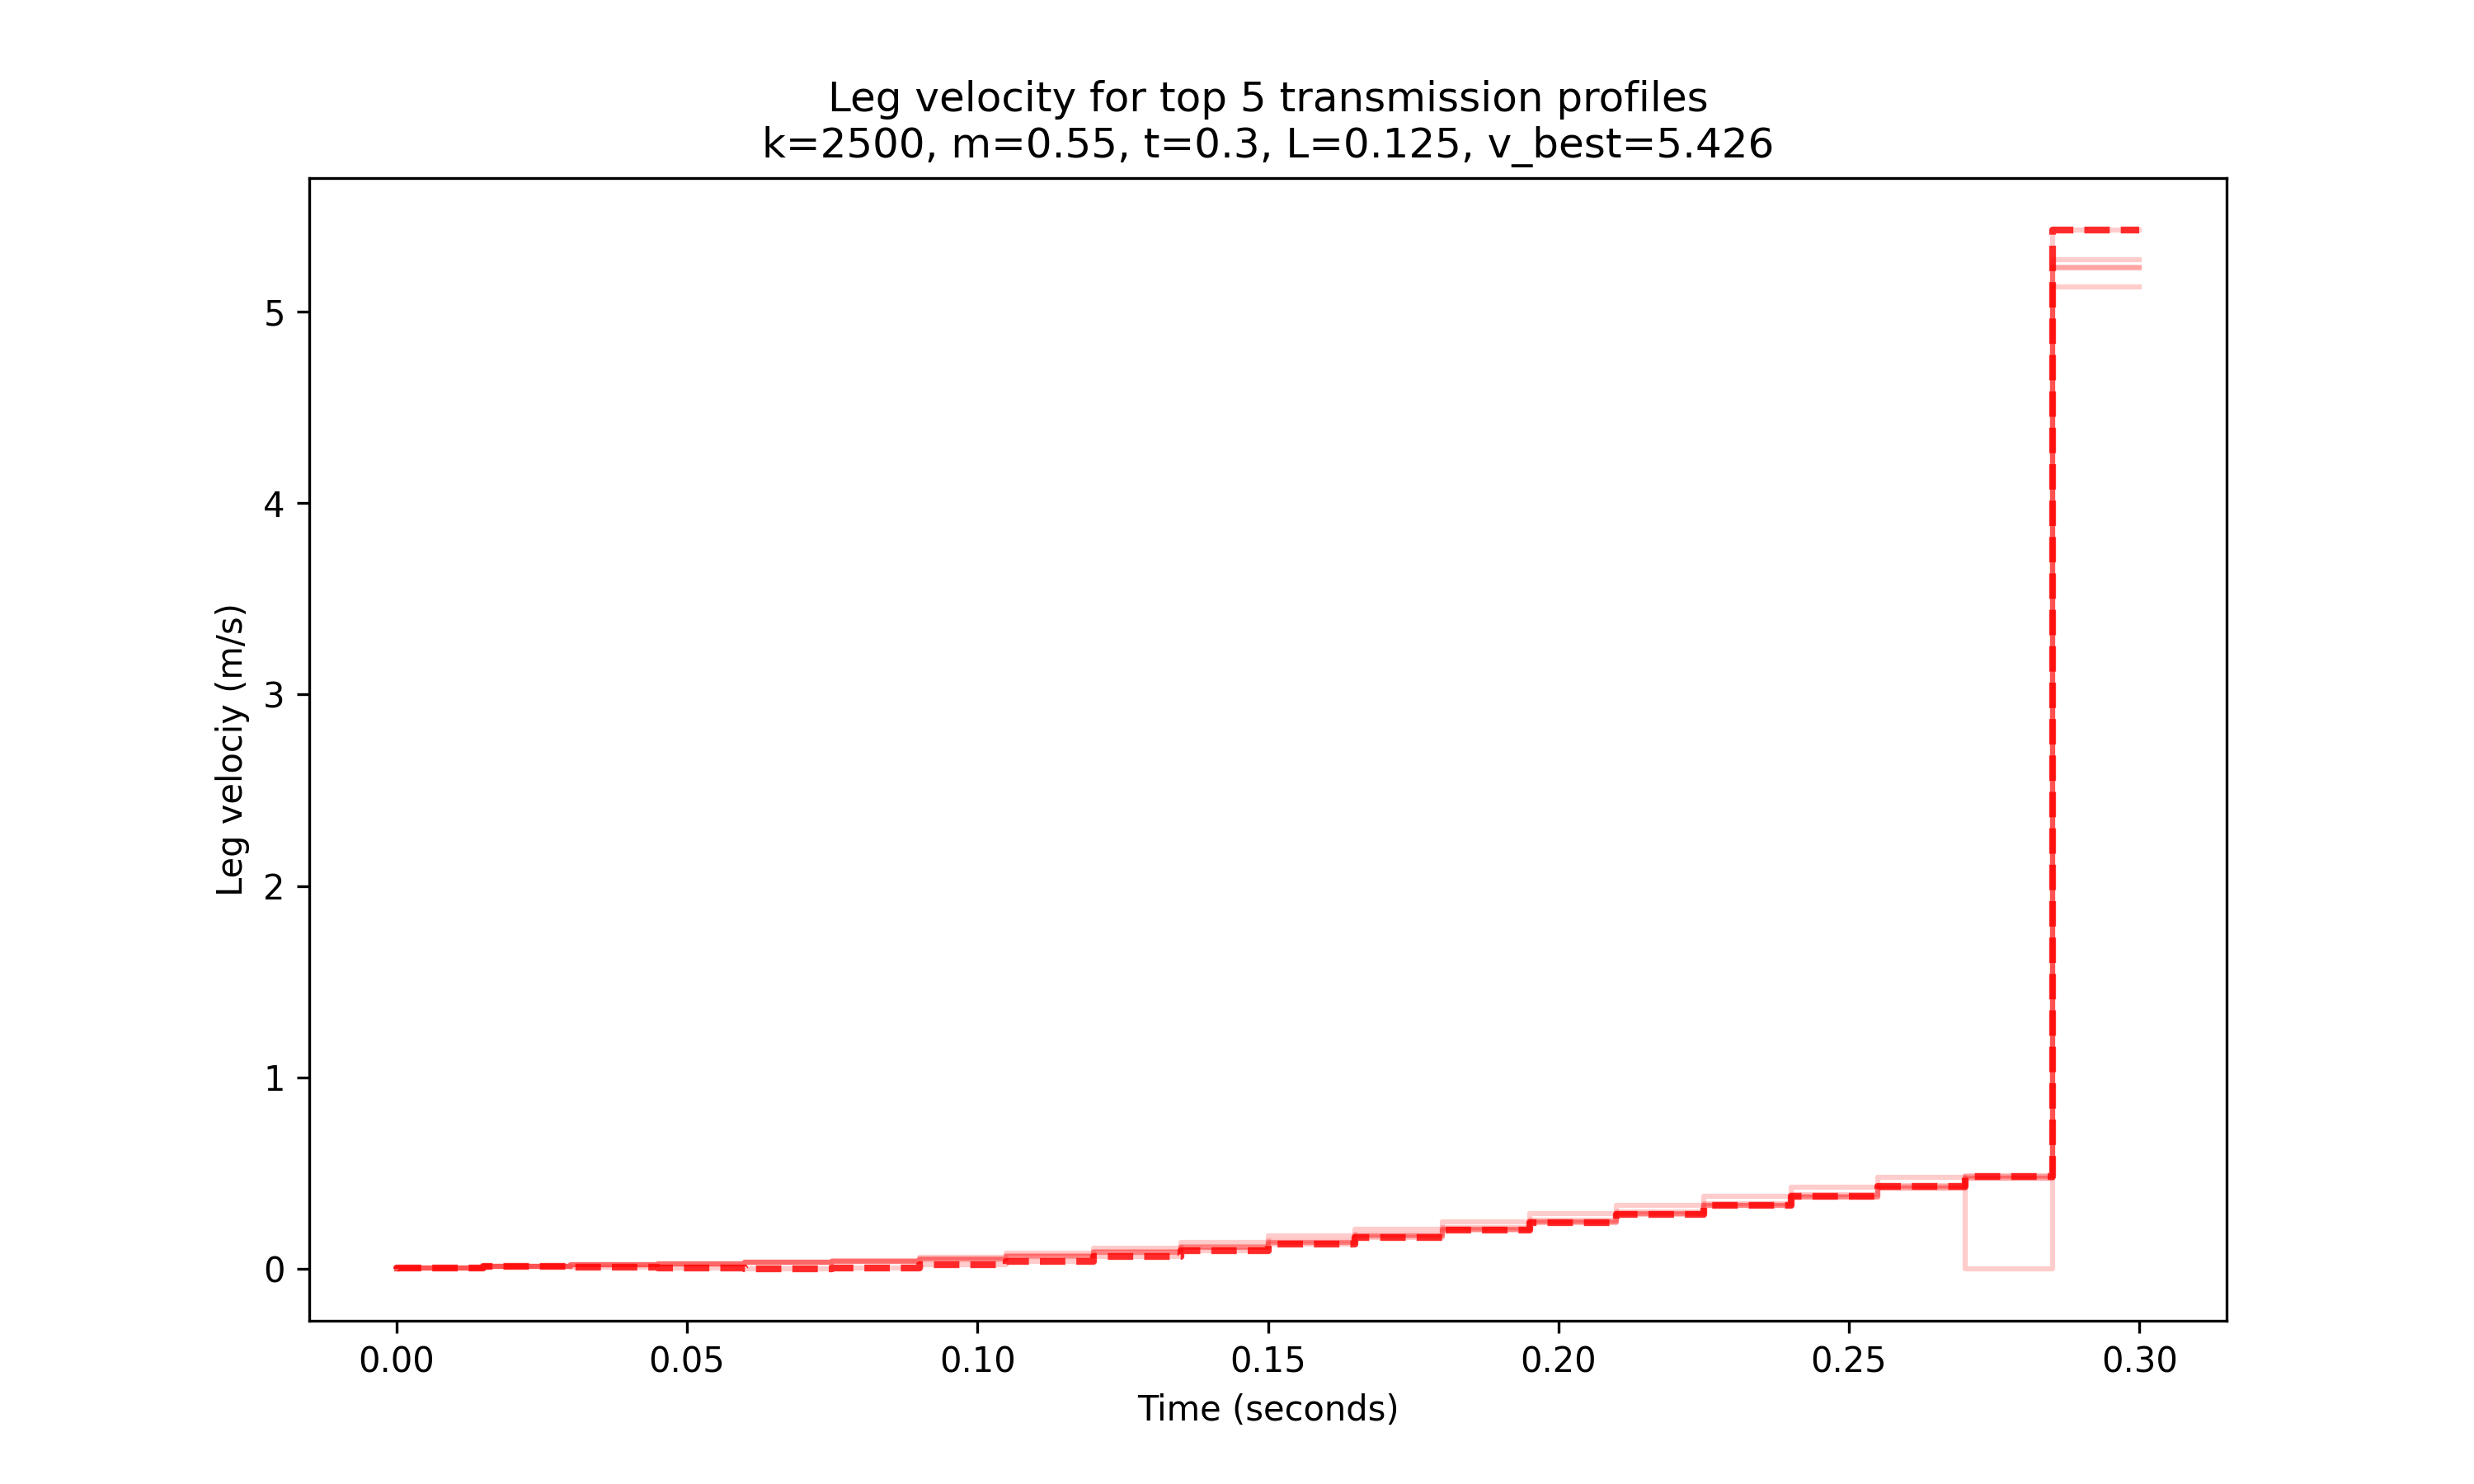 Leg velocity for top 5 transmission profiles
k=2500, m=0.55, t=0.3, L=0.125, v_best=5.426
Leg velociy (m/s)
5
4
3
2
1
0
0.00 0.05 0.10 0.15 0.20 0.25 0.30
Time (seconds)